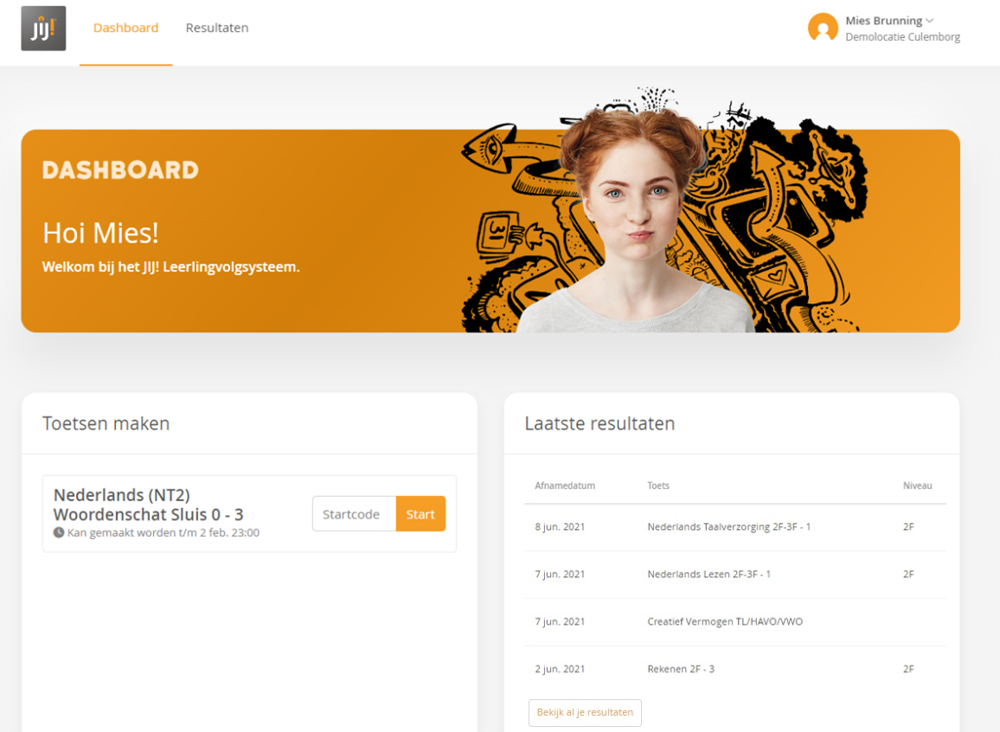 jij!
Dashboard
Resultaten
Mies Brunning
Demolocatie Culemborg
DASHBOARD
Hoi Mies!
Welkom bij het JIJ! Leerlingvolgsysteem.
31
Toetsen maken
Nederlands (NT2)
Woordenschat Sluis 0 - 3
Kan gemaakt worden t/m 2 feb. 23:00
Startcode
Start
Laatste resultaten
Afnamedatum Toets Niveau
8 jun. 2021 Nederlands Taalverzorging 2F-3F - 1 2F
7 jun. 2021 Nederlands Lezen 2F-3F - 1 2F
7 jun. 2021 Creatief Vermogen TL/HAVO/VWO
2 jun. 2021 Rekenen 2F - 3 2F
Bekijk al je resultaten